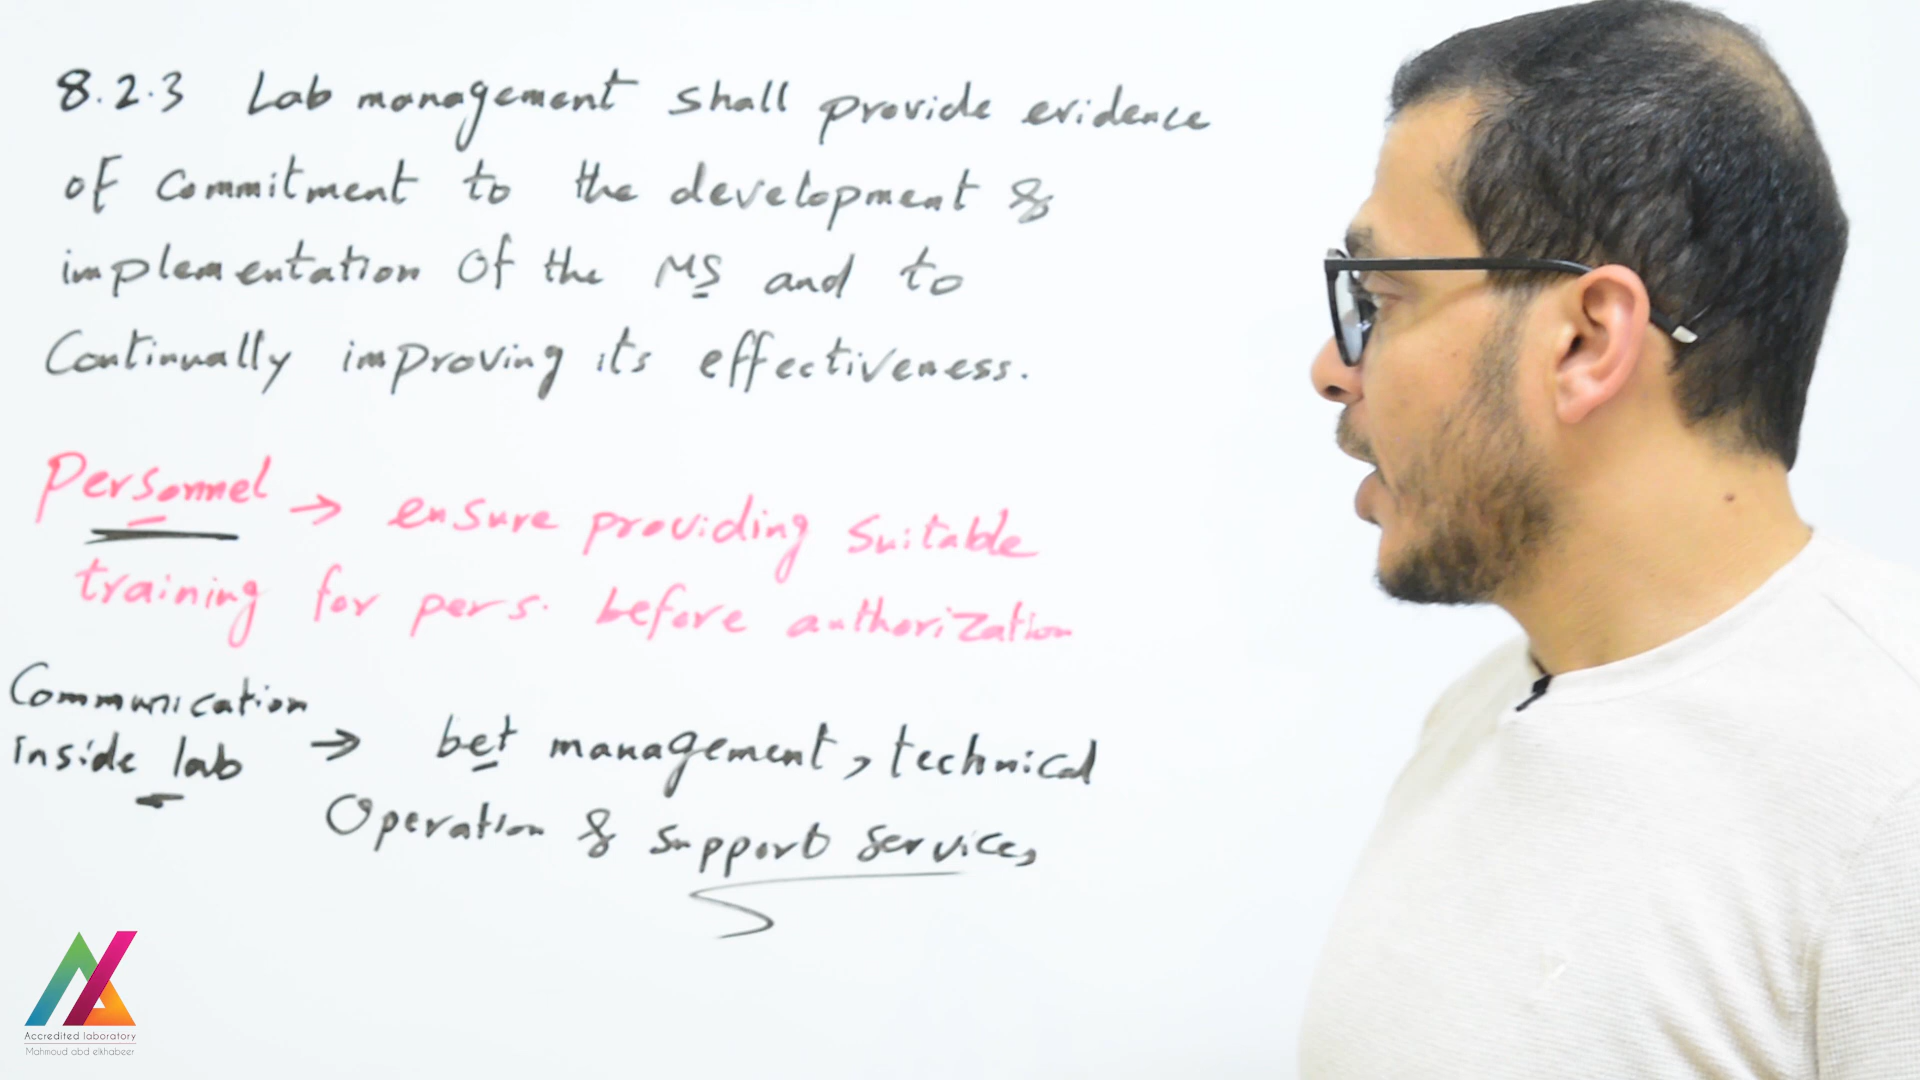 8.2.3 Lab management shall provide evidence
of commitment to the development &
implementation of the MS and to
Continually improving its effectiveness.
Personnel → ensure providing suitable
training for pers. before authorization
Communication
inside lab → bet management, technical
Operation & support services
Accredited laboratory
Mahmoud abd elkhabeer